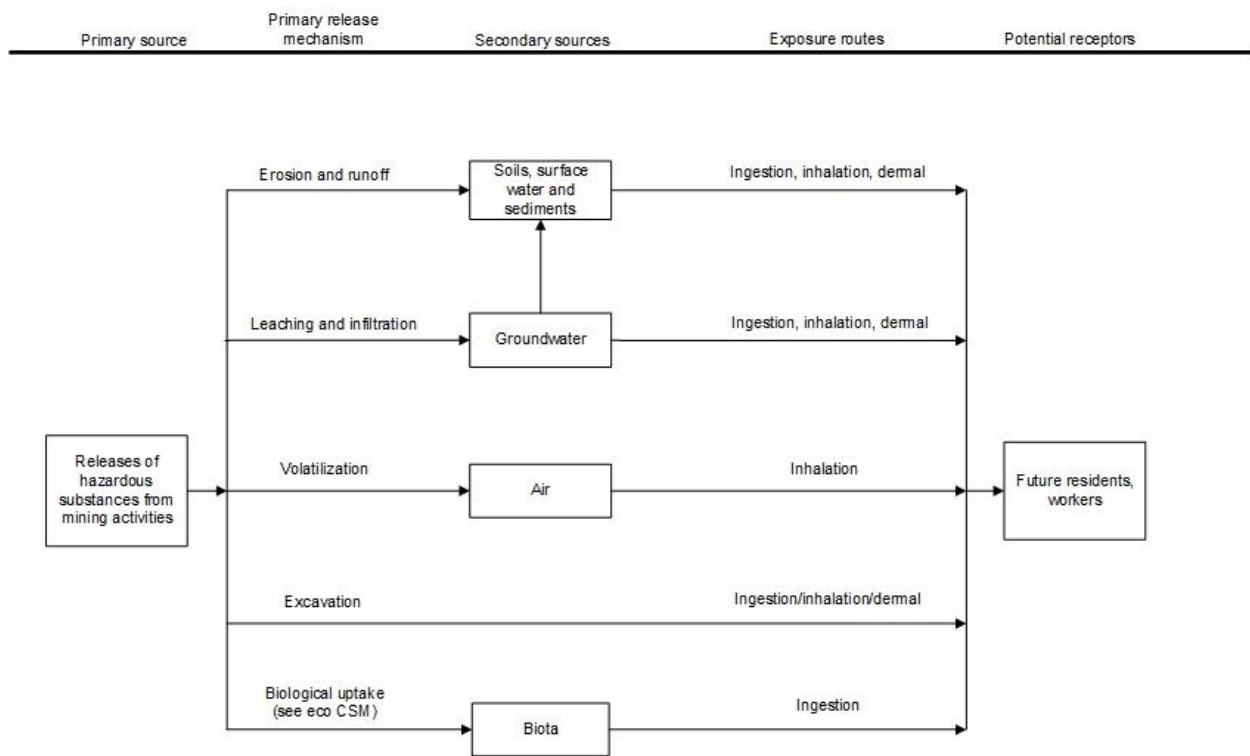 Primary source
Primary release
mechanism
Secondary sources
Exposure routes
Potential receptors
Erosion and runoff
Soils, surface
water and
sediments
Ingestion, inhalation, dermal
Leaching and infiltration
Groundwater
Ingestion, inhalation, dermal
Releases of
hazardous
substances from
mining activities
Volatilization
Air
Inhalation
Future residents,
workers
Excavation
Ingestion/inhalation/dermal
Biological uptake
(see eco CSM)
Biota
Ingestion